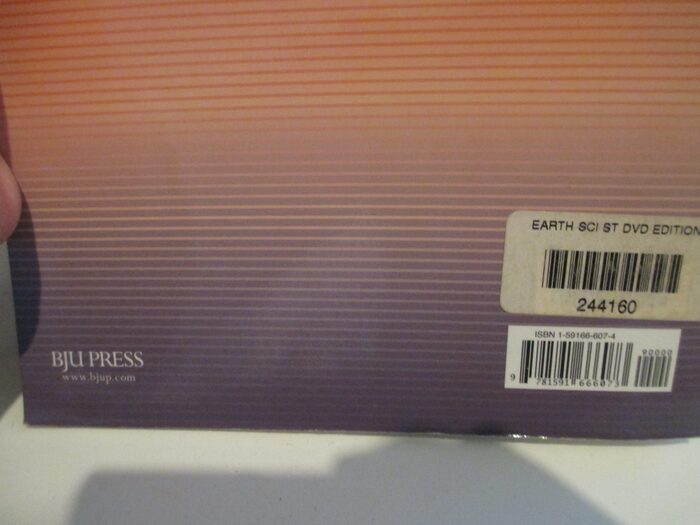 EARTH SCI ST DVD EDITION
244160
ISBN 1-59166-607-4
90000
9 781591 666073
BJU PRESS
www.bjup.com